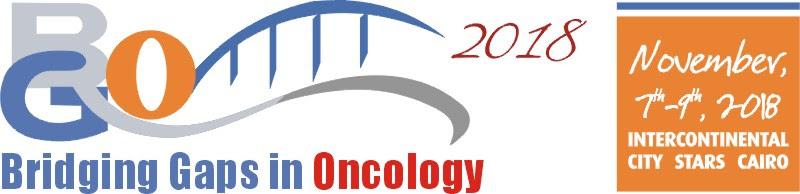 BGO
2018
Bridging Gaps in Oncology
November,
7th-9th, 2018
INTERCONTINENTAL
CITY STARS CAIRO